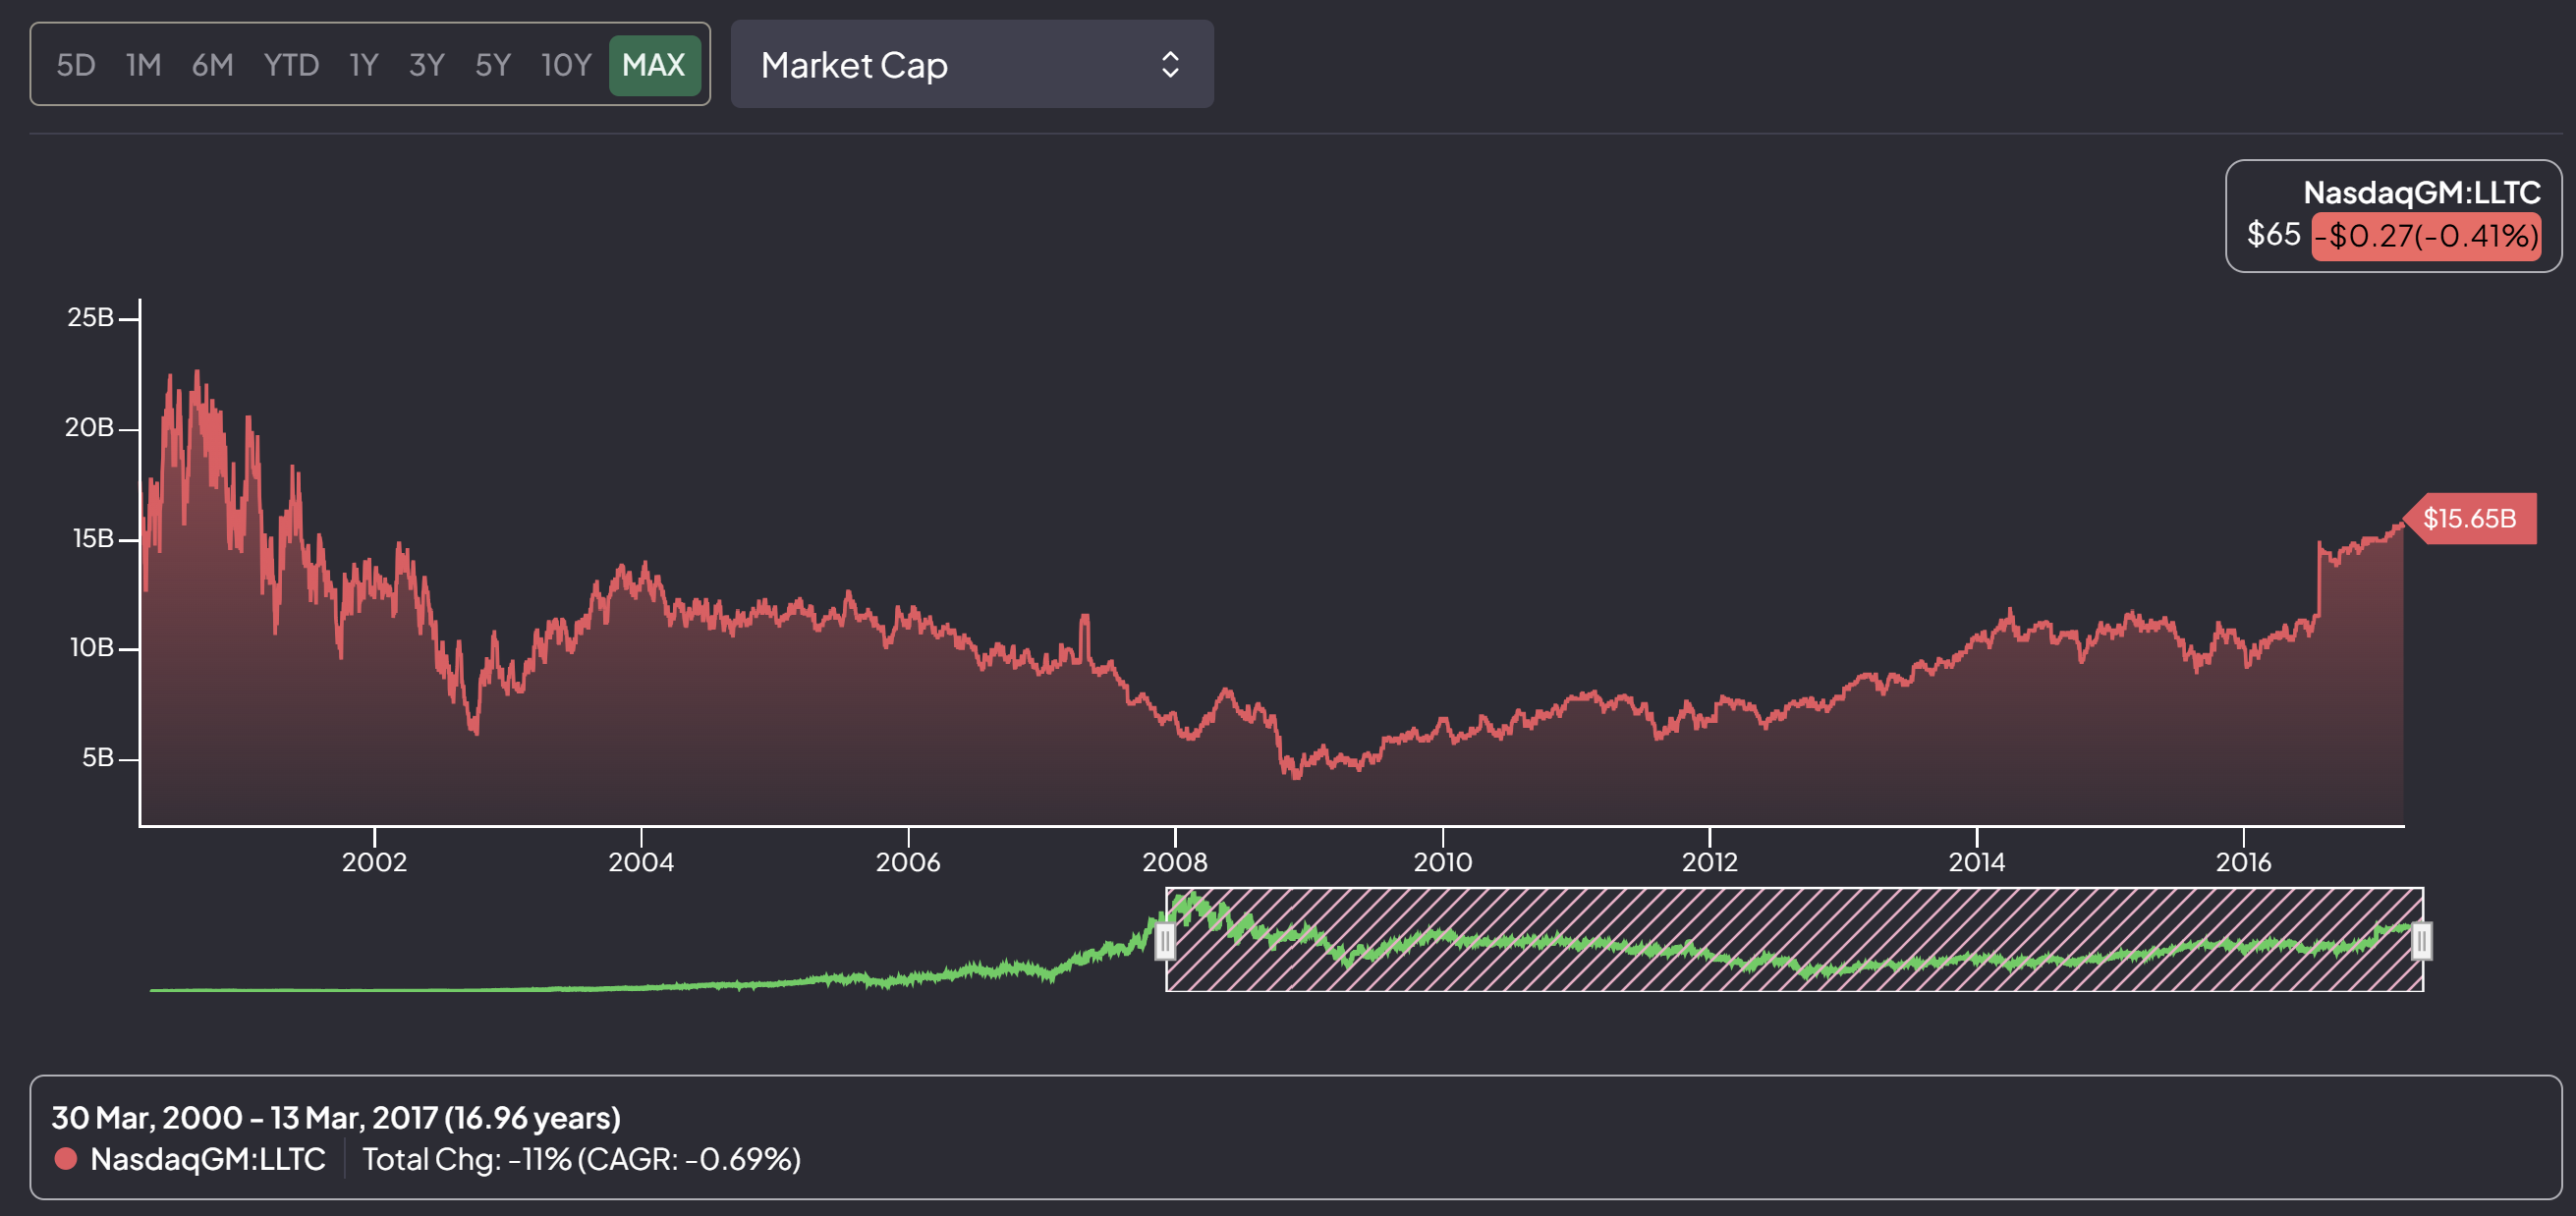 5D 1M 6M YTD 1Y 3Y 5Y 10Y MAX Market Cap
NasdaqGM:LLTC
$65 -$0.27(-0.41%)
25B
20B
15B
10B
5B
$15.65B
2002 2004 2006 2008 2010 2012 2014 2016
30 Mar, 2000 - 13 Mar, 2017 (16.96 years)
NasdaqGM:LLTC Total Chg: -11% (CAGR: -0.69%)